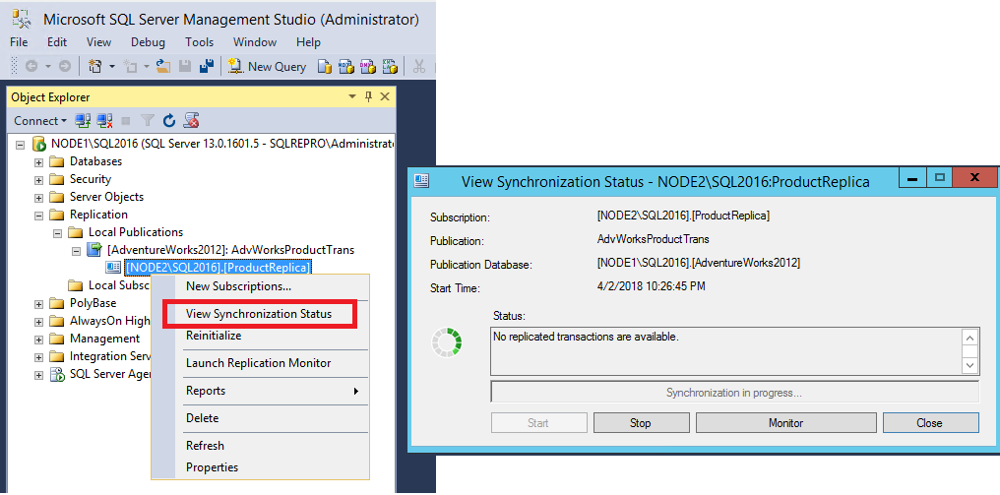 Microsoft SQL Server Management Studio (Administrator)
File Edit View Debug Tools Window Help
New Query
Object Explorer
Connect
NODE1\SQL2016 (SQL Server 13.0.1601.5 - SQLREPRO\Administrato
Databases
Security
Server Objects
Replication
Local Publications
[AdventureWorks2012]: AdvWorksProductTrans
[NODE2\SQL2016].[ProductReplica]
Local Subsc
PolyBase
AlwaysOn High
Management
Integration Serv
SQL Server Agen
New Subscriptions...
View Synchronization Status
Reinitialize
Launch Replication Monitor
Reports
Delete
Refresh
Properties
View Synchronization Status - NODE2\SQL2016:ProductReplica
Subscription: [NODE2\SQL2016].[ProductReplica]
Publication: AdvWorksProductTrans
Publication Database: [NODE1\SQL2016].[AdventureWorks2012]
Start Time: 4/2/2018 10:26:45 PM
Status:
No replicated transactions are available.
Synchronization in progress...
Start Stop Monitor Close